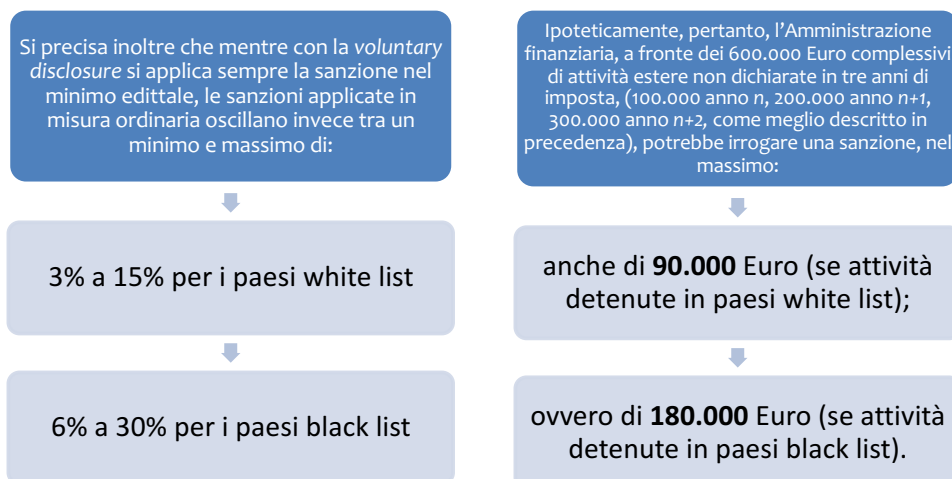 Si precisa inoltre che mentre con la voluntary
disclosure si applica sempre la sanzione nel
minimo edittale, le sanzioni applicate in
misura ordinaria oscillano invece tra un
minimo e massimo di:
3% a 15% per i paesi white list
6% a 30% per i paesi black list
Ipoteticamente, pertanto, l'Amministrazione
finanziaria, a fronte dei 600.000 Euro complessivi
di attività estere non dichiarate in tre anni di
imposta, (100.000 anno n, 200.000 anno n+1,
300.000 anno n+2, come meglio descritto in
precedenza), potrebbe irrogare una sanzione, nel
massimo:
anche di 90.000 Euro (se attività
detenute in paesi white list);
ovvero di 180.000 Euro (se attività
detenute in paesi black list).